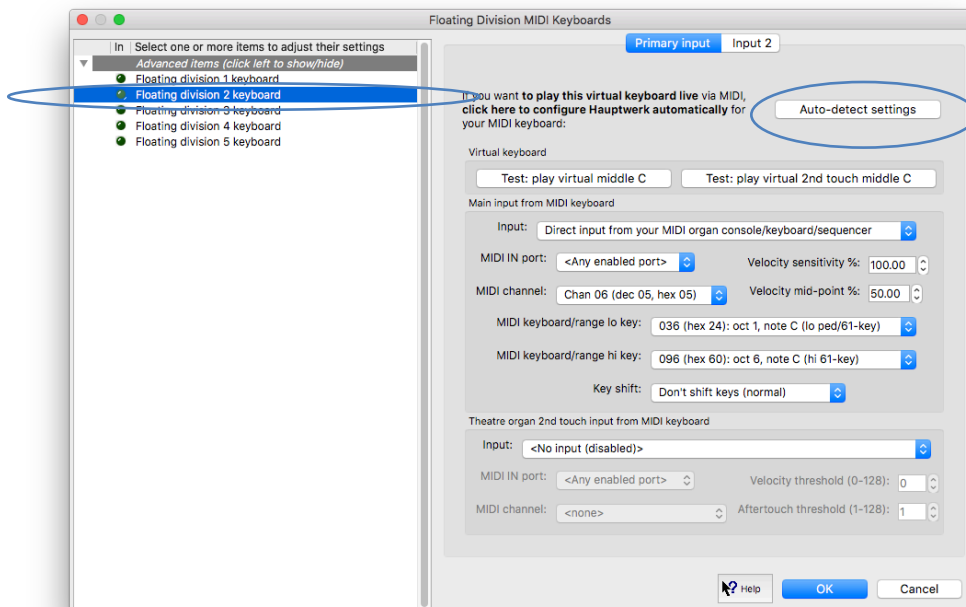 Floating Division MIDI Keyboards
In Select one or more items to adjust their settings
Advanced items (click left to show/hide)
Floating division 1 keyboard
Floating division 2 keyboard
Floating division 3 keyboard
Floating division 4 keyboard
Floating division 5 keyboard
Primary input Input 2
If you want to play this virtual keyboard live via MIDI,
click here to configure Hauptwerk automatically for
your MIDI keyboard:
Auto-detect settings
Virtual keyboard
Test: play virtual middle C Test: play virtual 2nd touch middle C
Main input from MIDI keyboard
Input: Direct input from your MIDI organ console/keyboard/sequencer
MIDI IN port: <Any enabled port> Velocity sensitivity %: 100.00
MIDI channel: Chan 06 (dec 05, hex 05) Velocity mid-point %: 50.00
MIDI keyboard/range lo key: 036 (hex 24): oct 1, note C (lo ped/61-key)
MIDI keyboard/range hi key: 096 (hex 60): oct 6, note C (hi 61-key)
Key shift: Don't shift keys (normal)
Theatre organ 2nd touch input from MIDI keyboard
Input: <No input (disabled)>
MIDI IN port: <Any enabled port> Velocity threshold (0-128): 0
MIDI channel: <none> Aftertouch threshold (1-128): 1
Help OK Cancel